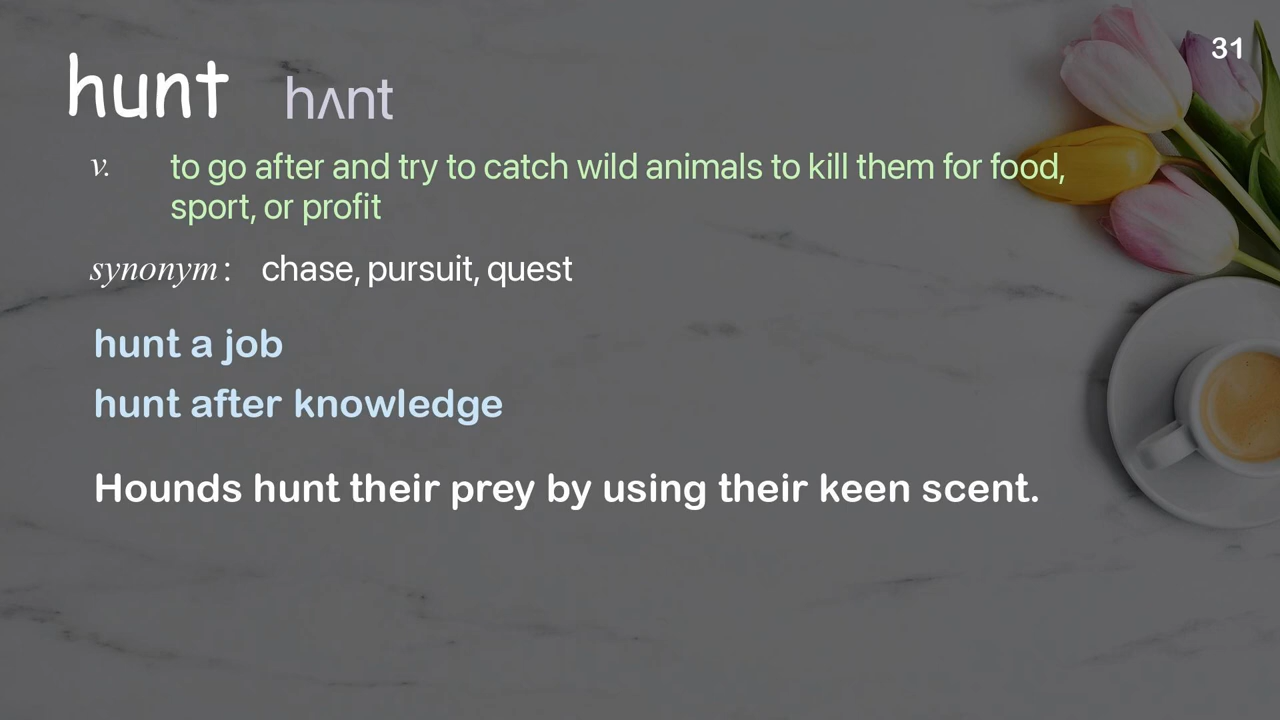 31
hunt hʌnt
v. to go after and try to catch wild animals to kill them for food,
sport, or profit
synonym: chase, pursuit, quest
hunt a job
hunt after knowledge
Hounds hunt their prey by using their keen scent.